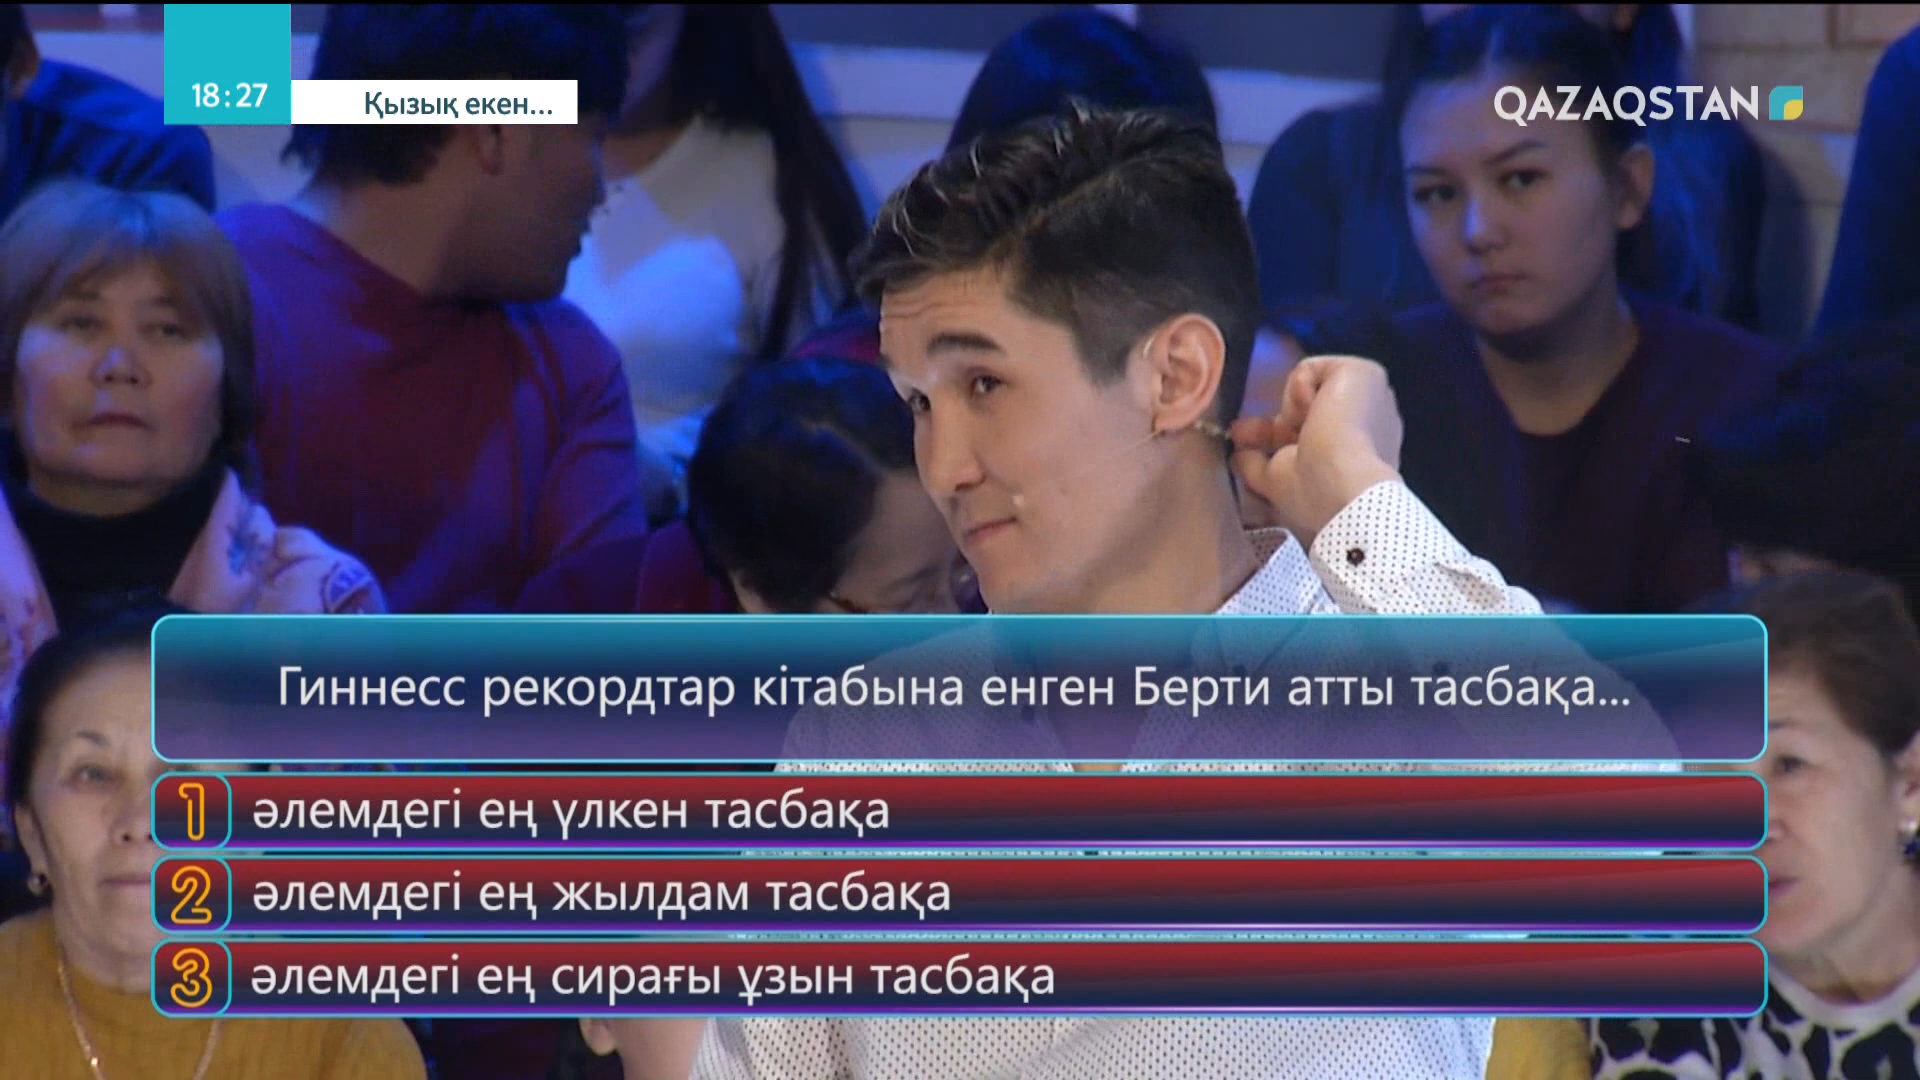 18:27
Қызық екен...
QAZAQSTAN
Гиннесс рекордтар кітабына енген Берти атты тасбақа...
1 әлемдегі ең үлкен тасбақа
2 әлемдегі ең жылдам тасбақа
3 әлемдегі ең сирағы ұзын тасбақа